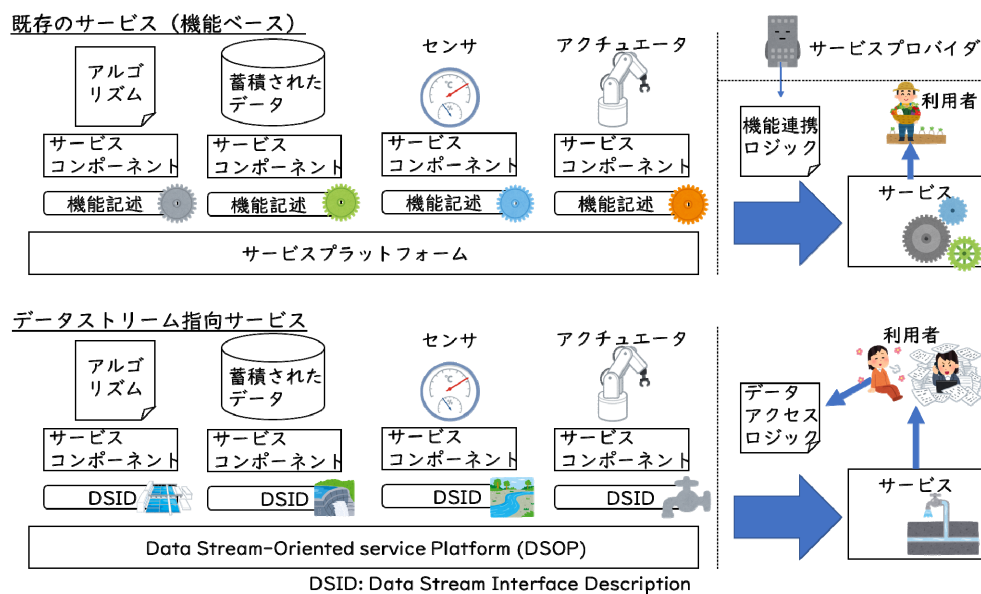 既存のサービス（機能ベース）
アルゴ
リズム
蓄積された
データ
センサ
アクチュエータ
サービス
コンポーネント
サービス
コンポーネント
サービス
コンポーネント
サービス
コンポーネント
機能記述
機能記述
機能記述
機能記述
サービスプラットフォーム
サービスプロバイダ
機能連携
ロジック
利用者
サービス
データストリーム指向サービス
アルゴ
リズム
蓄積された
データ
センサ
アクチュエータ
サービス
コンポーネント
サービス
コンポーネント
サービス
コンポーネント
サービス
コンポーネント
DSID
DSID
DSID
DSID
Data Stream-Oriented service Platform (DSOP)
DSID: Data Stream Interface Description
利用者
データ
アクセス
ロジック
サービス